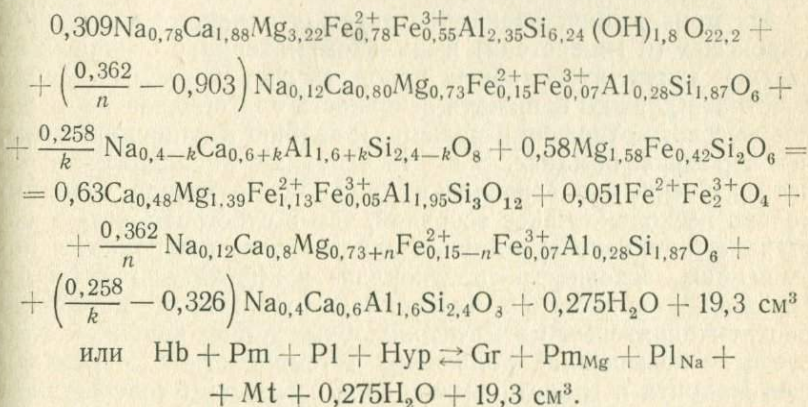 0,309Na₀,₇₈Ca₁,₈₈Mg₃,₂₂Fe²⁺₀,₇₈Fe³⁺₀,₅₅Al₂,₃₅Si₆,₂₄ (OH)₁,₈ O₂₂,₂ +
+ (0,362/n − 0,903) Na₀,₁₂Ca₀,₈₀Mg₀,₇₃Fe²⁺₀,₁₅Fe³⁺₀,₀₇Al₀,₂₈Si₁,₈₇O₆ +
+ 0,258/k Na₀,₄₋ₖCa₀,₆₊ₖAl₁,₆₊ₖSi₂,₄₋ₖO₈ + 0,58Mg₁,₅₈Fe₀,₄₂Si₂O₆ =
= 0,63Ca₀,₄₈Mg₁,₃₉Fe²⁺₁,₁₃Fe³⁺₀,₀₅Al₁,₉₅Si₃O₁₂ + 0,051Fe²⁺Fe³⁺₂O₄ +
+ 0,362/n Na₀,₁₂Ca₀,₈Mg₀,₇₃₊ₙFe²⁺₀,₁₅₋ₙFe³⁺₀,₀₇Al₀,₂₈Si₁,₈₇O₆ +
+ (0,258/k − 0,326) Na₀,₄Ca₀,₆Al₁,₆Si₂,₄O₃ + 0,275H₂O + 19,3 см³
или Hb + Pm + Pl + Hyp ⇄ Gr + Pm_Mg + Pl_Na +
+ Mt + 0,275H₂O + 19,3 см³.